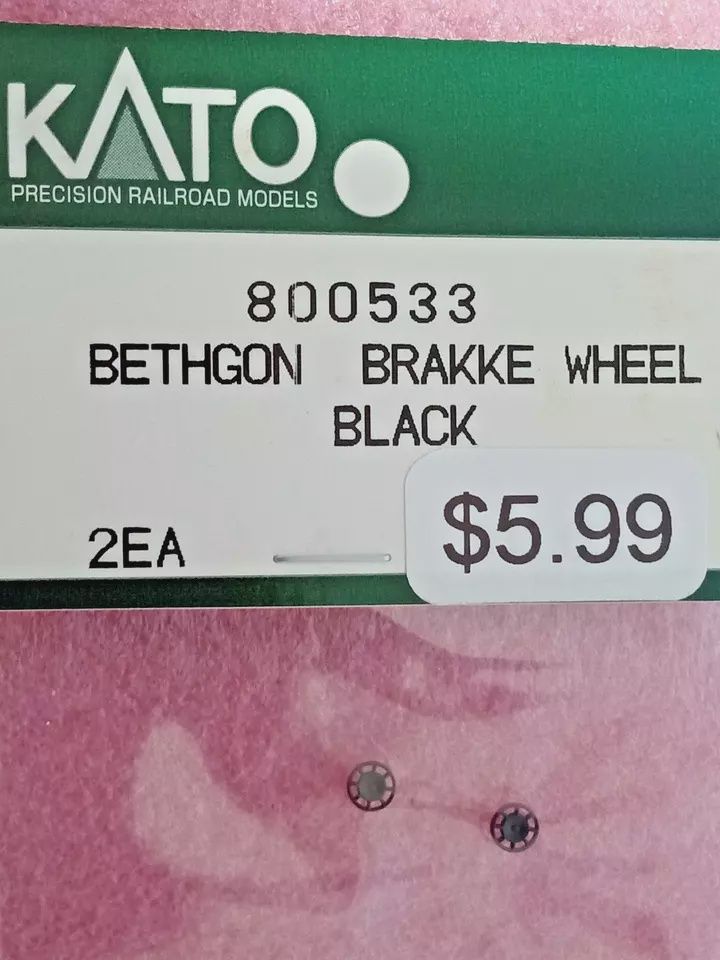 KATO
PRECISION RAILROAD MODELS
800533
BETHGON BRAKKE WHEEL
BLACK
2EA
$5.99